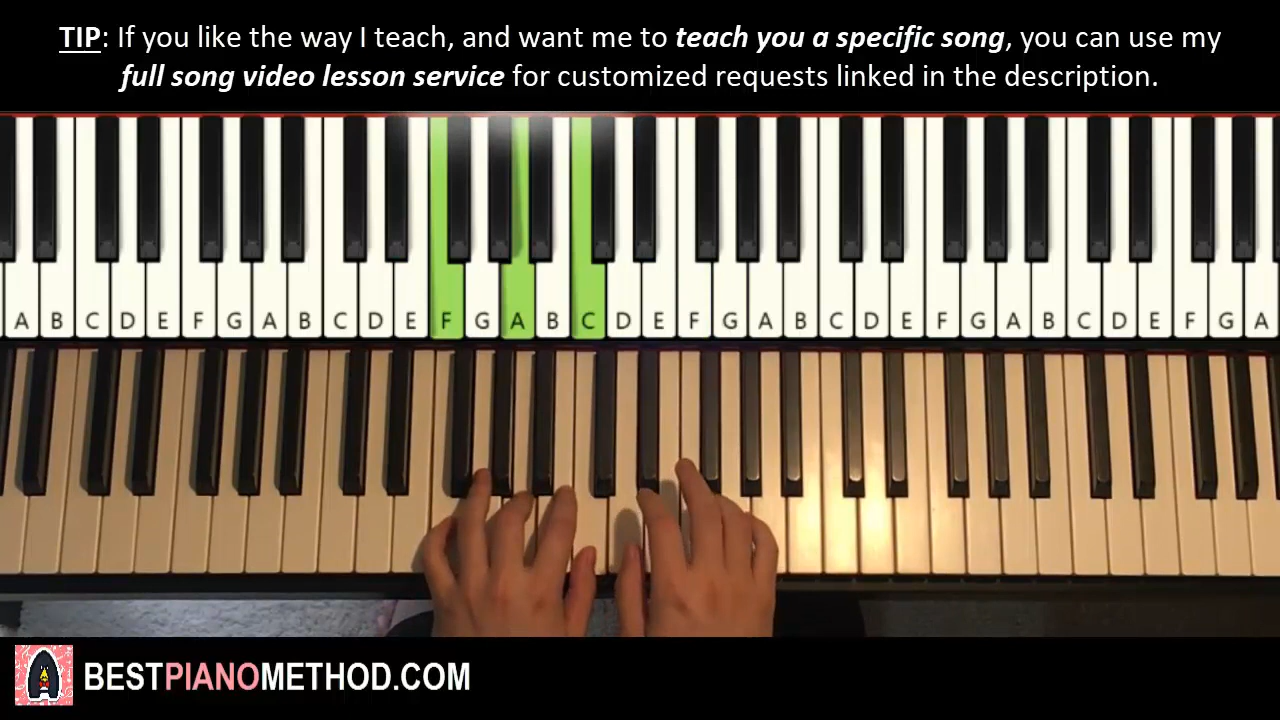 TIP: If you like the way I teach, and want me to teach you a specific song, you can use my
full song video lesson service for customized requests linked in the description.
A B C D E F G A B C D E F G A B C D E F G A B C D E F G A B C D E F G A
BESTPIANOMETHOD.COM